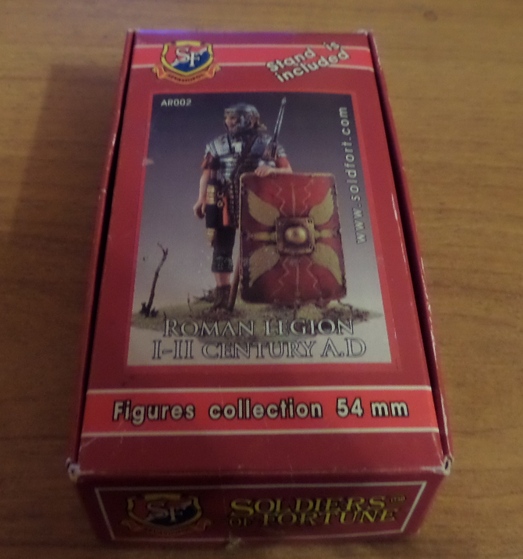 SF
Stand is
included
AR002
www.soldfort.com
ROMAN LEGION
I-II CENTURY A.D
Figures collection 54 mm
SF
SOLDIERS
OF FORTUNE